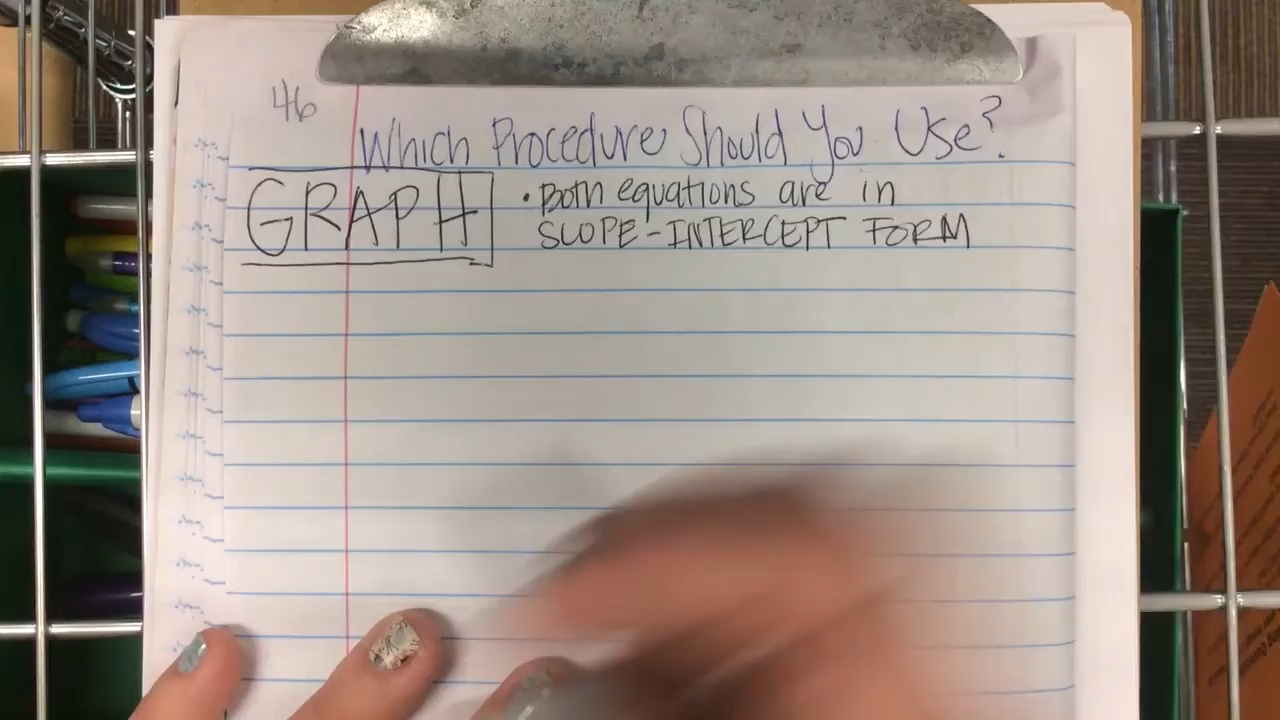 46
Which Procedure Should You Use?
GRAPH
• Both equations are in
SLOPE-INTERCEPT FORM